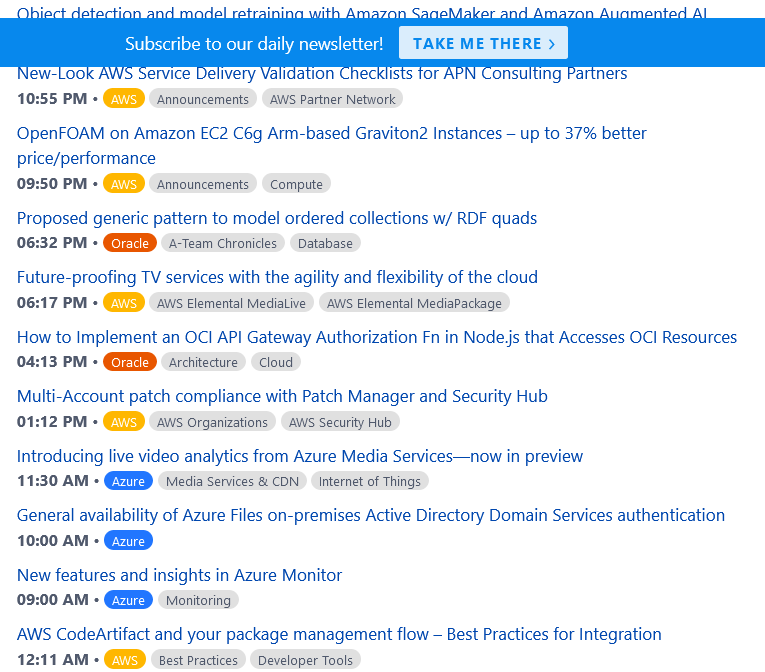 Object detection and model retraining with Amazon SageMaker and Amazon Augmented AI
Subscribe to our daily newsletter! TAKE ME THERE >
New-Look AWS Service Delivery Validation Checklists for APN Consulting Partners
10:55 PM • AWS Announcements AWS Partner Network
OpenFOAM on Amazon EC2 C6g Arm-based Graviton2 Instances – up to 37% better
price/performance
09:50 PM • AWS Announcements Compute
Proposed generic pattern to model ordered collections w/ RDF quads
06:32 PM • Oracle A-Team Chronicles Database
Future-proofing TV services with the agility and flexibility of the cloud
06:17 PM • AWS AWS Elemental MediaLive AWS Elemental MediaPackage
How to Implement an OCI API Gateway Authorization Fn in Node.js that Accesses OCI Resources
04:13 PM • Oracle Architecture Cloud
Multi-Account patch compliance with Patch Manager and Security Hub
01:12 PM • AWS AWS Organizations AWS Security Hub
Introducing live video analytics from Azure Media Services—now in preview
11:30 AM • Azure Media Services & CDN Internet of Things
General availability of Azure Files on-premises Active Directory Domain Services authentication
10:00 AM • Azure
New features and insights in Azure Monitor
09:00 AM • Azure Monitoring
AWS CodeArtifact and your package management flow – Best Practices for Integration
12:11 AM • AWS Best Practices Developer Tools